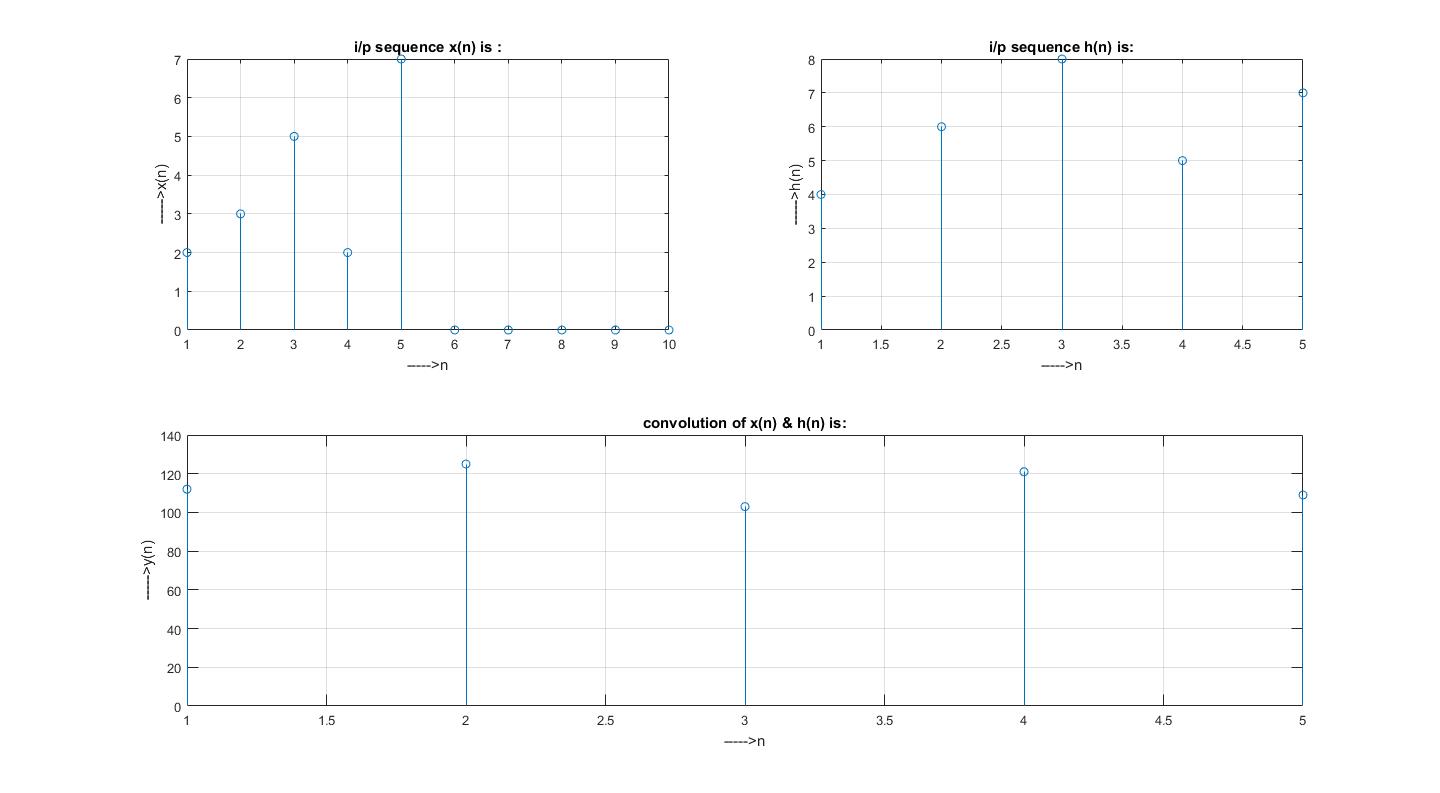 i/p sequence x(n) is :
7
6
5
4
3
2
1
0
----->x(n)
1 2 3 4 5 6 7 8 9 10
----->n
i/p sequence h(n) is:
8
7
6
5
4
3
2
1
0
----->h(n)
1 1.5 2 2.5 3 3.5 4 4.5 5
----->n
convolution of x(n) & h(n) is:
140
120
100
80
60
40
20
0
----->y(n)
1 1.5 2 2.5 3 3.5 4 4.5 5
----->n